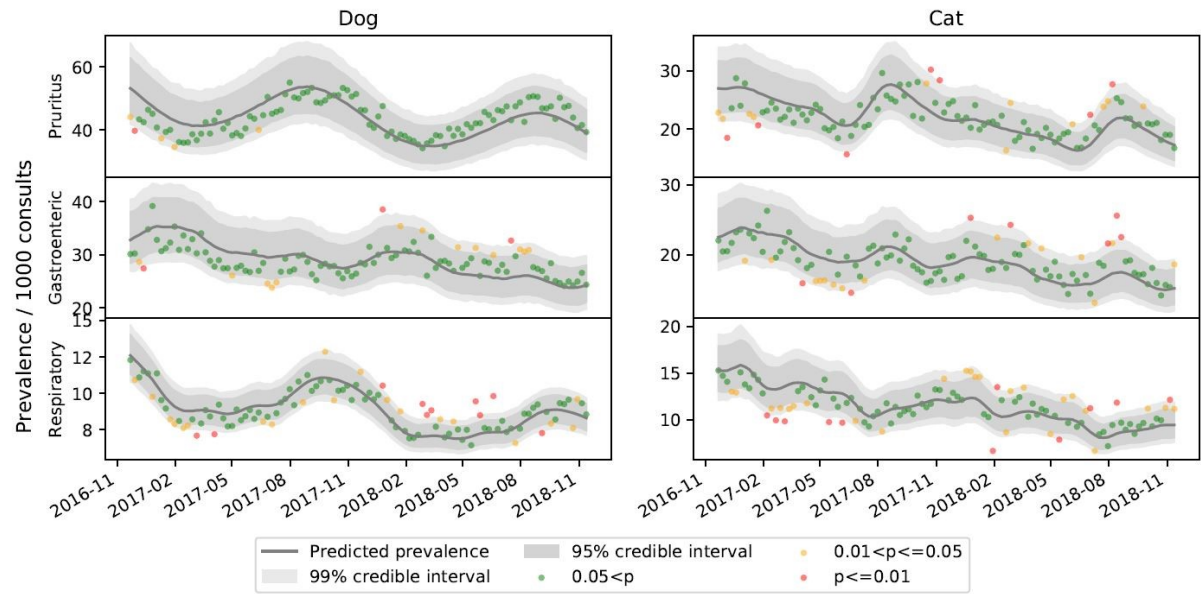 Dog
Cat
Prevalence / 1000 consults
Pruritus
60
40
30
20
Gastroenteric
40
30
20
30
20
Respiratory
15
12
10
8
20
15
10
2016-11
2017-02
2017-05
2017-08
2017-11
2018-02
2018-05
2018-08
2018-11
2016-11
2017-02
2017-05
2017-08
2017-11
2018-02
2018-05
2018-08
2018-11
Predicted prevalence
95% credible interval
0.01<p<=0.05
99% credible interval
0.05<p
p<=0.01